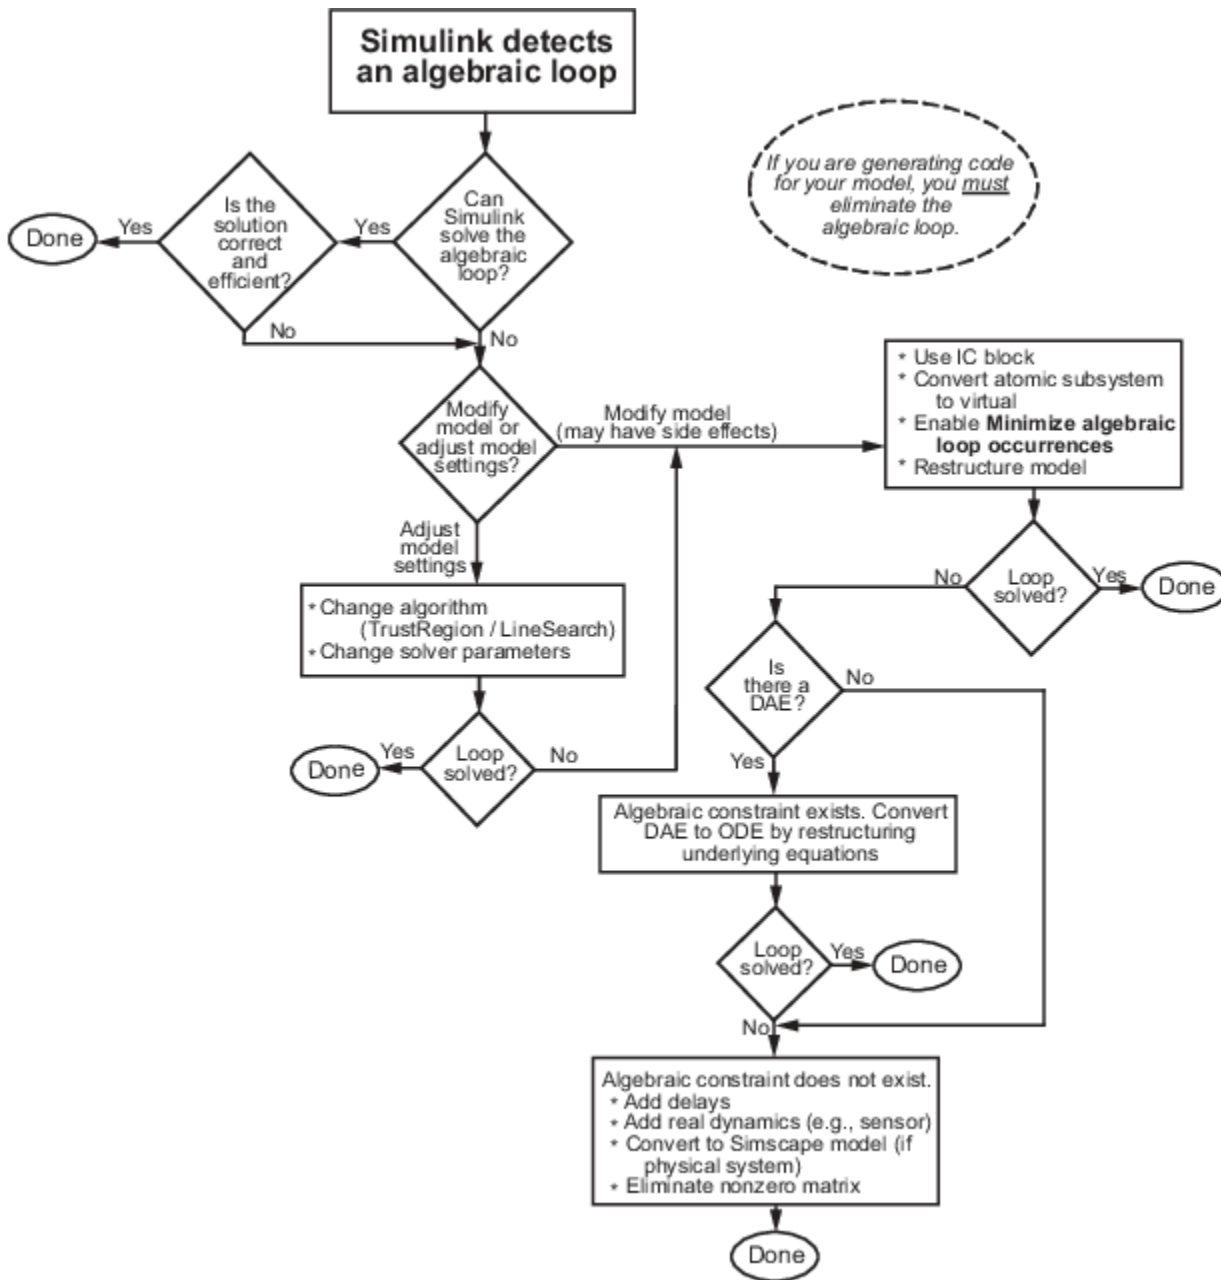 Simulink detects
an algebraic loop
If you are generating code
for your model, you must
eliminate the
algebraic loop.
Can
Simulink
solve the
algebraic
loop?
Yes
Is the
solution
correct
and
efficient?
Yes
Done
No
No
Modify
model or
adjust model
settings?
Modify model
(may have side effects)
* Use IC block
* Convert atomic subsystem
to virtual
* Enable Minimize algebraic
loop occurrences
* Restructure model
Adjust
model
settings
* Change algorithm
(TrustRegion / LineSearch)
* Change solver parameters
Loop
solved?
Yes
Done
No
Loop
solved?
Yes
Done
No
Is
there a
DAE?
No
Yes
Algebraic constraint exists. Convert
DAE to ODE by restructuring
underlying equations
Loop
solved?
Yes
Done
No
Algebraic constraint does not exist.
* Add delays
* Add real dynamics (e.g., sensor)
* Convert to Simscape model (if
physical system)
* Eliminate nonzero matrix
Done